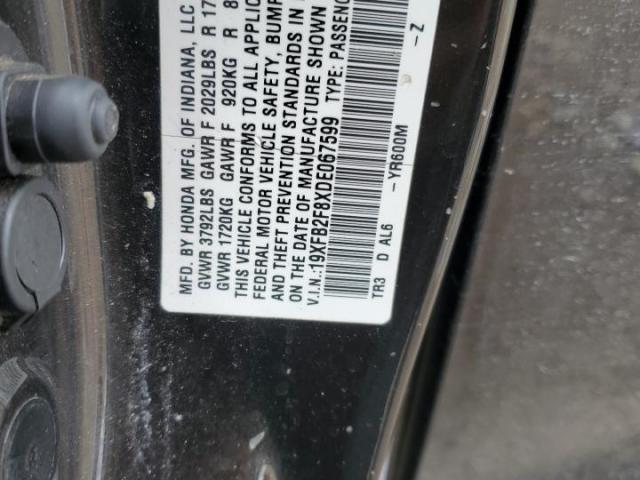 MFD. BY HONDA MFG. OF INDIANA, LLC
GVWR 3792LBS GAWR F 2029LBS R 17
GVWR 1720KG GAWR F 920KG R 8
THIS VEHICLE CONFORMS TO ALL APPLIC
FEDERAL MOTOR VEHICLE SAFETY, BUMP
AND THEFT PREVENTION STANDARDS IN
ON THE DATE OF MANUFACTURE SHOWN
V.I.N.:19XFB2F8XDE067599 TYPE: PASSENG
TR3 D AL6 -YR600M -Z